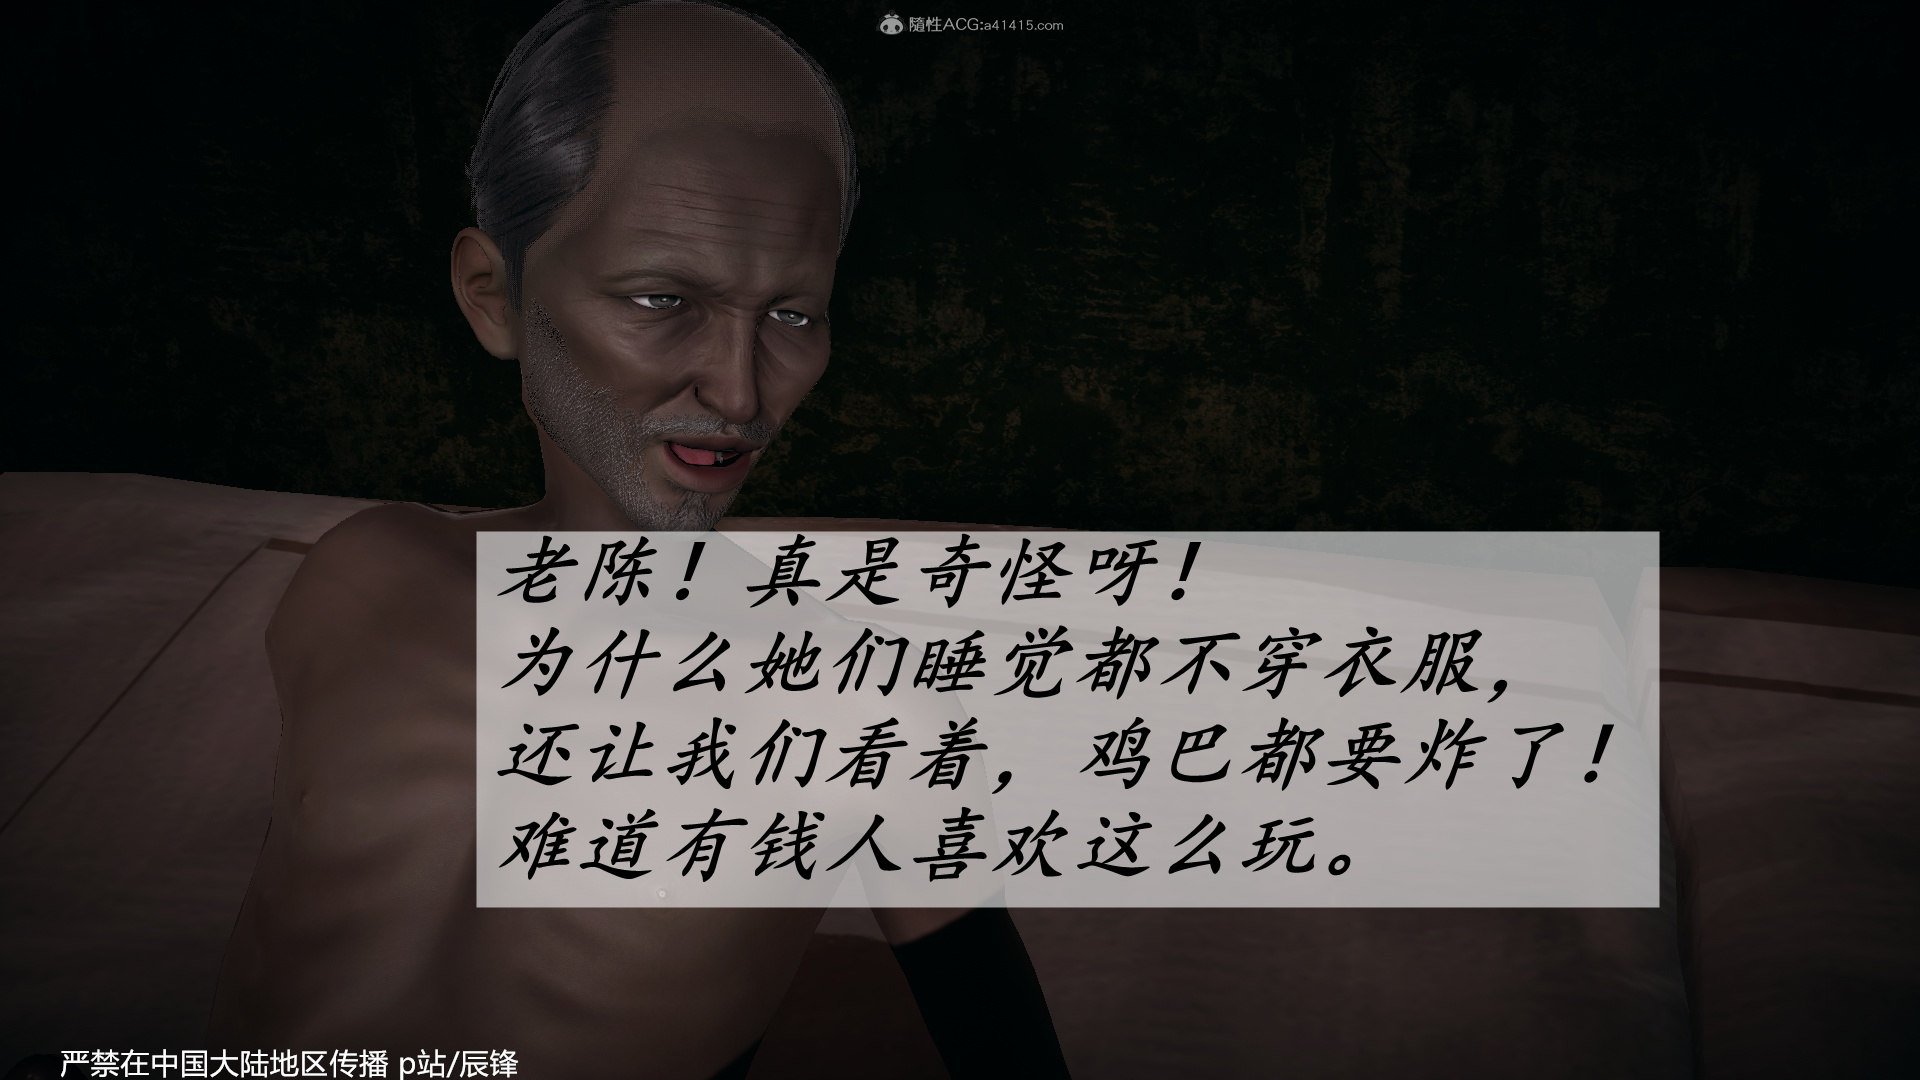 隨性ACG:a41415.com
老陈！真是奇怪呀！
为什么她们睡觉都不穿衣服，
还让我们看着，鸡巴都要炸了！
难道有钱人喜欢这么玩。
严禁在中国大陆地区传播 p站/辰锋